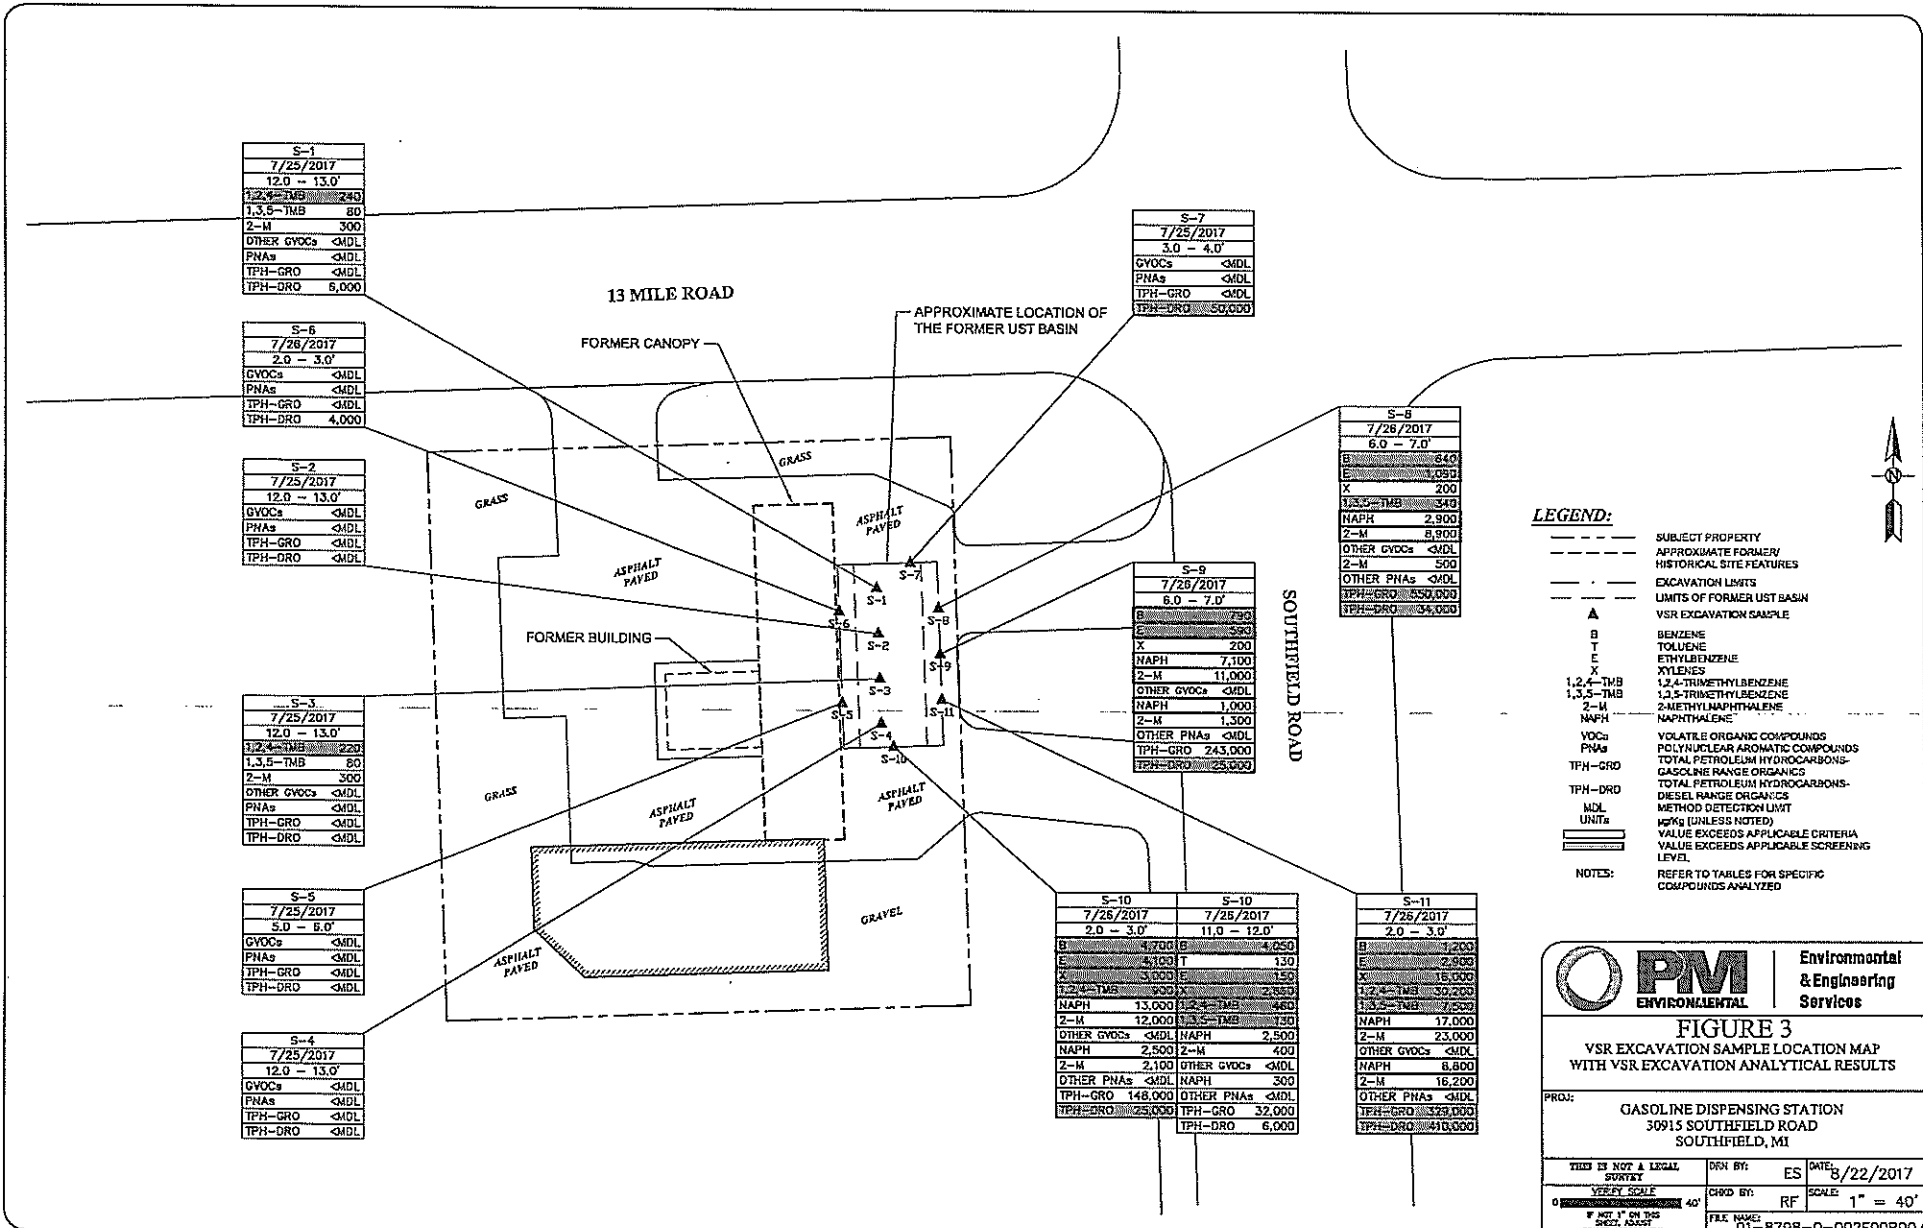 S-1
7/25/2017
12.0 - 13.0'
1,2,4-TMB 240
1,3,5-TMB 80
2-M 300
OTHER GVOCs <MDL
PNAs <MDL
TPH-GRO <MDL
TPH-DRO 6,000
S-6
7/26/2017
2.0 - 3.0'
GVOCs <MDL
PNAs <MDL
TPH-GRO <MDL
TPH-DRO 4,000
S-2
7/25/2017
12.0 - 13.0'
GVOCs <MDL
PNAs <MDL
TPH-GRO <MDL
TPH-DRO <MDL
S-3
7/25/2017
12.0 - 13.0'
1,2,4-TMB 220
1,3,5-TMB 80
2-M 300
OTHER GVOCs <MDL
PNAs <MDL
TPH-GRO <MDL
TPH-DRO <MDL
S-5
7/25/2017
5.0 - 6.0'
GVOCs <MDL
PNAs <MDL
TPH-GRO <MDL
TPH-DRO <MDL
S-4
7/25/2017
12.0 - 13.0'
GVOCs <MDL
PNAs <MDL
TPH-GRO <MDL
TPH-DRO <MDL
13 MILE ROAD
FORMER CANOPY
APPROXIMATE LOCATION OF
THE FORMER UST BASIN
FORMER BUILDING
GRASS
GRASS
GRASS
ASPHALT
PAVED
ASPHALT
PAVED
ASPHALT
PAVED
ASPHALT
PAVED
ASPHALT
PAVED
GRAVEL
S-7
S-1
S-6
S-8
S-2
S-9
S-3
S-5
S-11
S-4
S-10
SOUTHFIELD ROAD
S-7
7/25/2017
3.0 - 4.0'
GVOCs <MDL
PNAs <MDL
TPH-GRO <MDL
TPH-DRO 50,000
S-8
7/26/2017
6.0 - 7.0'
B 640
E 1,090
X 200
1,3,5-TMB 340
NAPH 2,900
2-M 8,900
OTHER GVOCs <MDL
2-M 500
OTHER PNAs <MDL
TPH-GRO 550,000
TPH-DRO 34,000
S-9
7/26/2017
6.0 - 7.0'
B 790
E 590
X 200
NAPH 7,100
2-M 11,000
OTHER GVOCs <MDL
NAPH 1,000
2-M 1,300
OTHER PNAs <MDL
TPH-GRO 243,000
TPH-DRO 25,000
S-10
7/26/2017
2.0 - 3.0'
B 4,700
E 4,100
X 3,000
1,2,4-TMB 900
NAPH 13,000
2-M 12,000
OTHER GVOCs <MDL
NAPH 2,500
2-M 2,100
OTHER PNAs <MDL
TPH-GRO 148,000
TPH-DRO 25,000
S-10
7/26/2017
11.0 - 12.0'
B 4,050
T 130
E 150
X
1,2,4-TMB 460
1,3,5-TMB 130
NAPH 2,500
2-M 400
OTHER GVOCs <MDL
NAPH 300
OTHER PNAs <MDL
TPH-GRO 32,000
TPH-DRO 6,000
S-11
7/26/2017
2.0 - 3.0'
B 1,200
E 2,900
X 16,000
1,2,4-TMB 30,200
1,3,5-TMB 7,500
NAPH 17,000
2-M 23,000
OTHER GVOCs <MDL
NAPH 8,800
2-M 16,200
OTHER PNAs <MDL
TPH-GRO 329,000
TPH-DRO 410,000
N
LEGEND:
SUBJECT PROPERTY
APPROXIMATE FORMER/
HISTORICAL SITE FEATURES
EXCAVATION LIMITS
LIMITS OF FORMER UST BASIN
VSR EXCAVATION SAMPLE
B BENZENE
T TOLUENE
E ETHYLBENZENE
X XYLENES
1,2,4-TMB 1,2,4-TRIMETHYLBENZENE
1,3,5-TMB 1,3,5-TRIMETHYLBENZENE
2-M 2-METHYLNAPHTHALENE
NAPH NAPHTHALENE
VOCs VOLATILE ORGANIC COMPOUNDS
PNAs POLYNUCLEAR AROMATIC COMPOUNDS
TPH-GRO TOTAL PETROLEUM HYDROCARBONS-
GASOLINE RANGE ORGANICS
TPH-DRO TOTAL PETROLEUM HYDROCARBONS-
DIESEL RANGE ORGANICS
MDL METHOD DETECTION LIMIT
UNITs µg/Kg (UNLESS NOTED)
VALUE EXCEEDS APPLICABLE CRITERIA
VALUE EXCEEDS APPLICABLE SCREENING
LEVEL
NOTES: REFER TO TABLES FOR SPECIFIC
COMPOUNDS ANALYZED
PM
ENVIRONMENTAL
Environmental
& Engineering
Services
FIGURE 3
VSR EXCAVATION SAMPLE LOCATION MAP
WITH VSR EXCAVATION ANALYTICAL RESULTS
PROJ:
GASOLINE DISPENSING STATION
30915 SOUTHFIELD ROAD
SOUTHFIELD, MI
THIS IS NOT A LEGAL
SURVEY
DRN BY: ES
DATE: 8/22/2017
VERIFY SCALE
0 40'
IF NOT 1" ON THIS
SHEET, ADJUST
CHKD BY: RF
SCALE: 1" = 40'
FILE NAME: